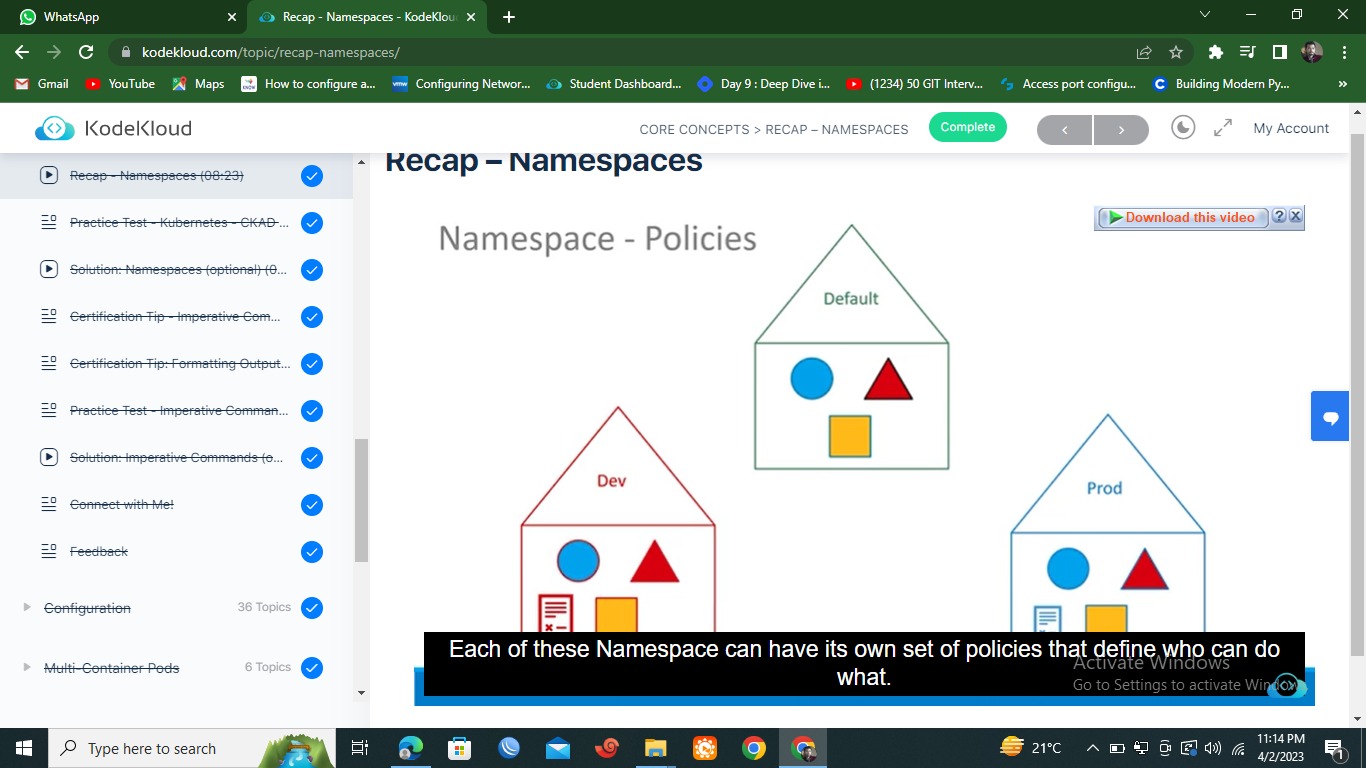 WhatsApp
Recap - Namespaces - KodeKlou
kodekloud.com/topic/recap-namespaces/
Gmail
YouTube
Maps
How to configure a...
Configuring Networ...
Student Dashboard...
Day 9 : Deep Dive i...
(1234) 50 GIT Interv...
Access port configu...
Building Modern Py...
»
KodeKloud
CORE CONCEPTS > RECAP – NAMESPACES
Complete
My Account
Recap - Namespaces (08:23)
Practice Test - Kubernetes - CKAD ...
Solution: Namespaces (optional) (0...
Certification Tip - Imperative Com...
Certification Tip: Formatting Output...
Practice Test - Imperative Comman...
Solution: Imperative Commands (o...
Connect with Me!
Feedback
Configuration
36 Topics
Multi-Container Pods
6 Topics
Recap – Namespaces
Download this video
Namespace - Policies
Default
Dev
Prod
Each of these Namespace can have its own set of policies that define who can do
what.
Activate Windows
Go to Settings to activate Windows.
Type here to search
21°C
11:14 PM
4/2/2023
1